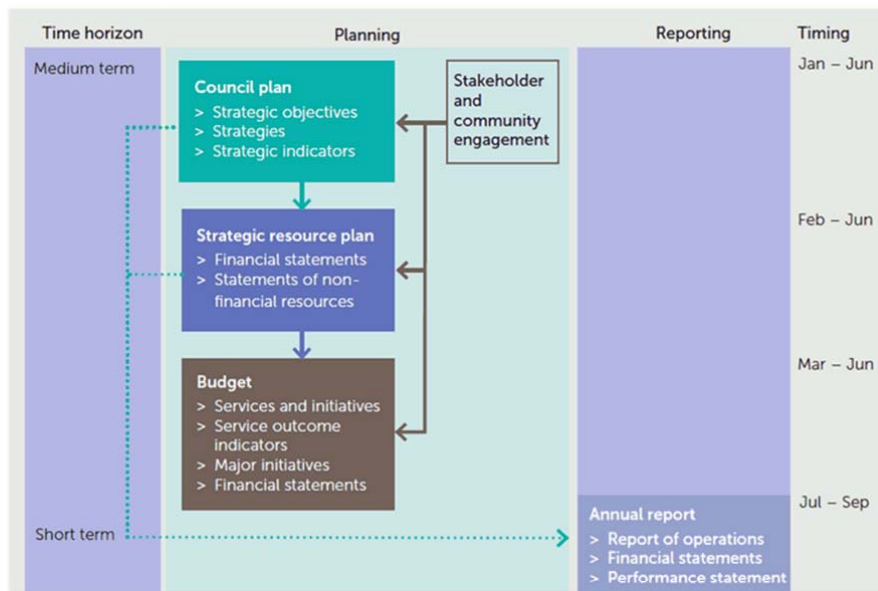 Time horizon
Planning
Reporting
Timing
Medium term
Jan – Jun
Council plan
> Strategic objectives
> Strategies
> Strategic indicators
Stakeholder
and
community
engagement
Feb – Jun
Strategic resource plan
> Financial statements
> Statements of non-
financial resources
Mar – Jun
Budget
> Services and initiatives
> Service outcome
indicators
> Major initiatives
> Financial statements
Jul – Sep
Short term
Annual report
> Report of operations
> Financial statements
> Performance statement